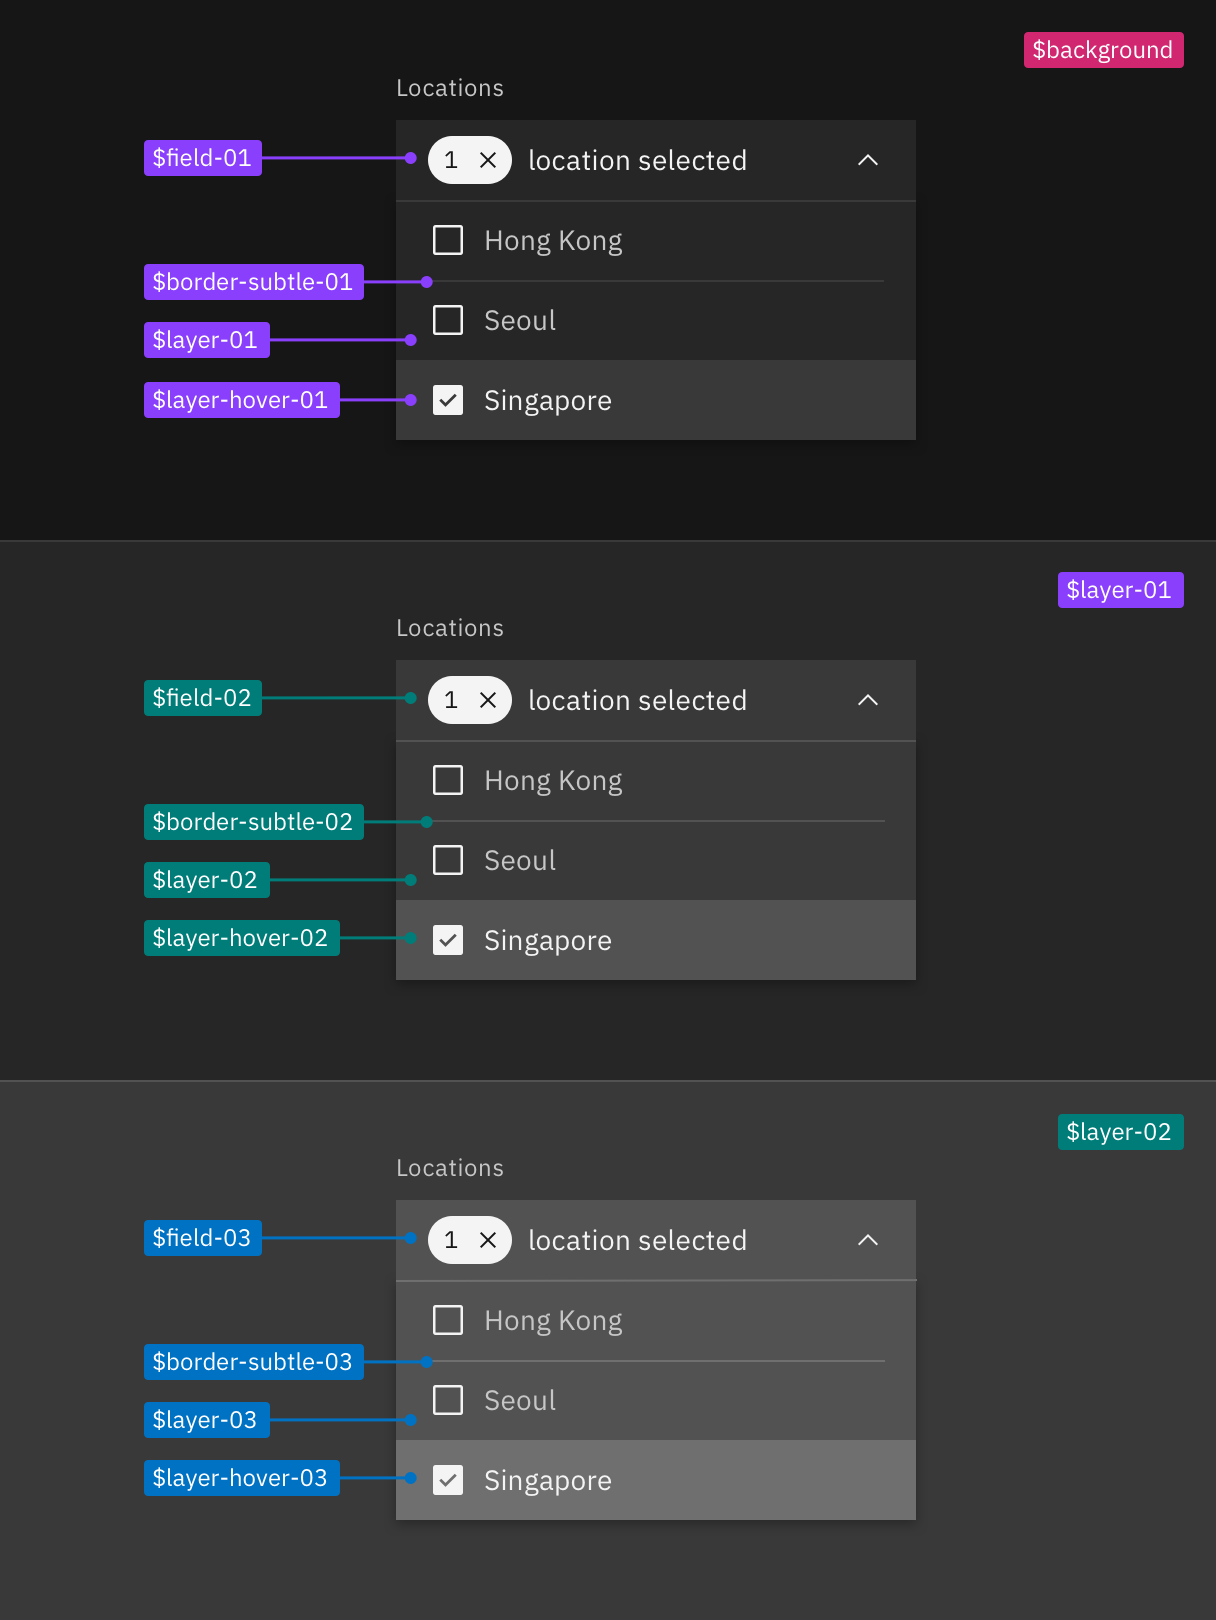 $background
Locations
$field-01
1 location selected
Hong Kong
$border-subtle-01
Seoul
$layer-01
$layer-hover-01
Singapore
$layer-01
Locations
$field-02
1 location selected
Hong Kong
$border-subtle-02
Seoul
$layer-02
$layer-hover-02
Singapore
$layer-02
Locations
$field-03
1 location selected
Hong Kong
$border-subtle-03
Seoul
$layer-03
$layer-hover-03
Singapore